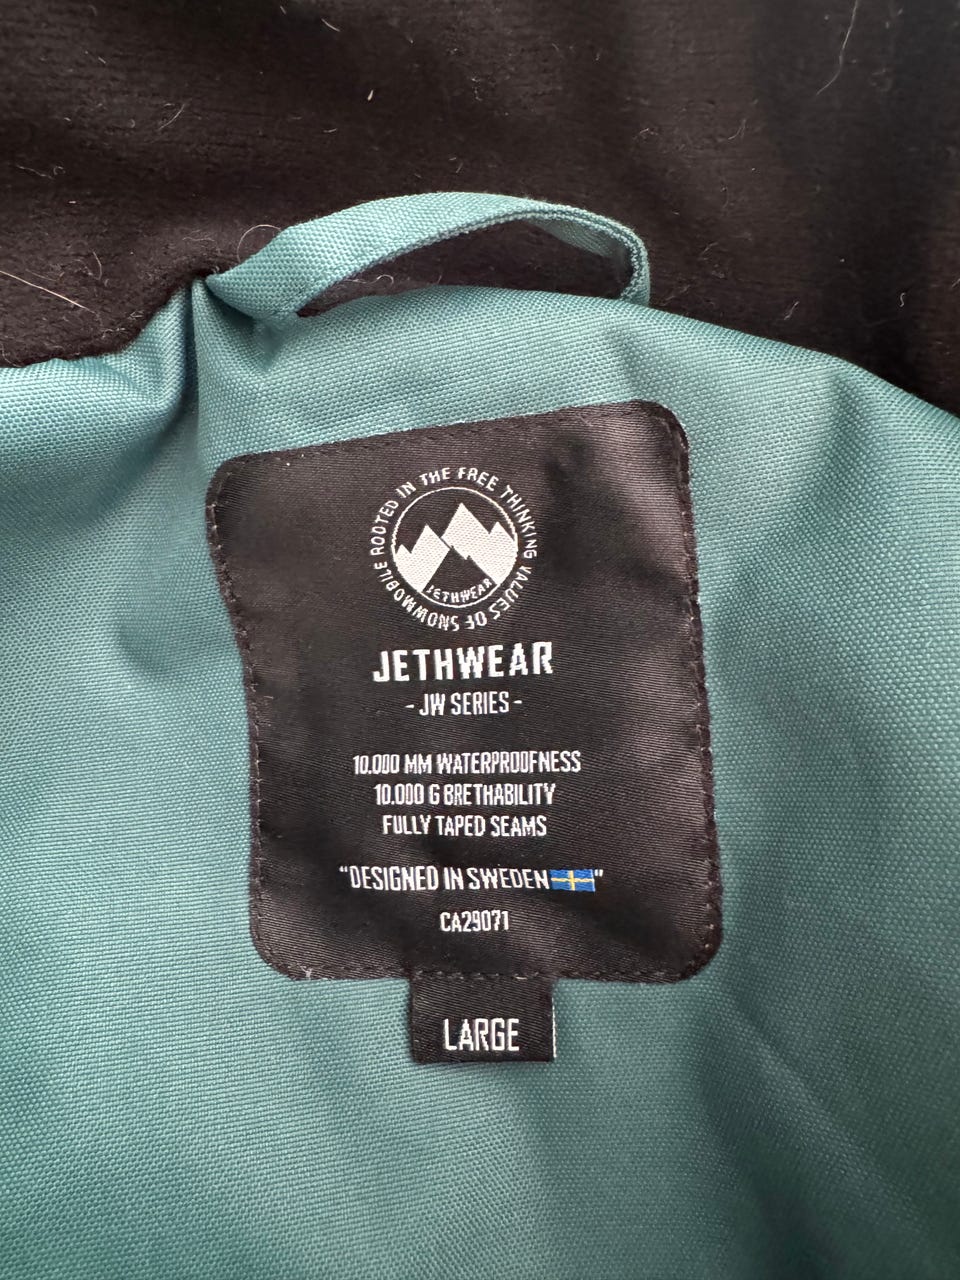 ROOTED IN THE FREE THINKING VALUES OF SNOWMOBILE
JETHWEAR
JETHWEAR
- JW SERIES -
10.000 MM WATERPROOFNESS
10.000 G BRETHABILITY
FULLY TAPED SEAMS
"DESIGNED IN SWEDEN"
CA29071
LARGE